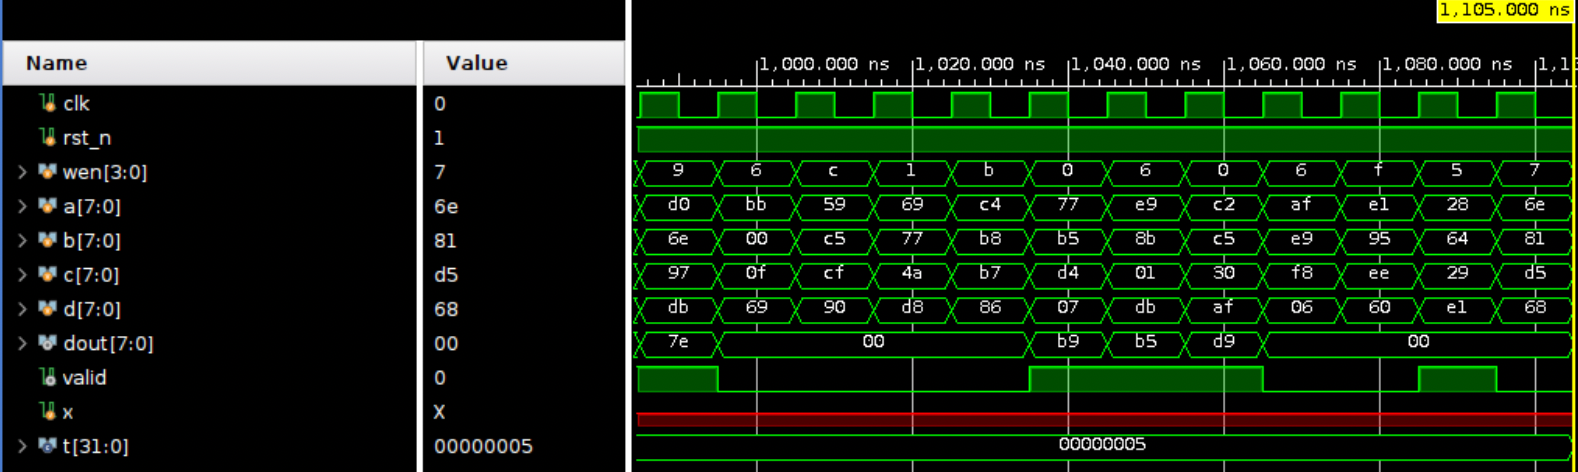 1,105.000 ns
Name Value 1,000.000 ns 1,020.000 ns 1,040.000 ns 1,060.000 ns 1,080.000 ns 1,1
clk 0
rst_n 1
wen[3:0] 7 9 6 c 1 b 0 6 0 6 f 5 7
a[7:0] 6e d0 bb 59 69 c4 77 e9 c2 af e1 28 6e
b[7:0] 81 6e 00 c5 77 b8 b5 8b c5 e9 95 64 81
c[7:0] d5 97 0f cf 4a b7 d4 01 30 f8 ee 29 d5
d[7:0] 68 db 69 90 d8 86 07 db af 06 60 e1 68
dout[7:0] 00 7e 00 b9 b5 d9 00
valid 0
x X
t[31:0] 00000005 00000005